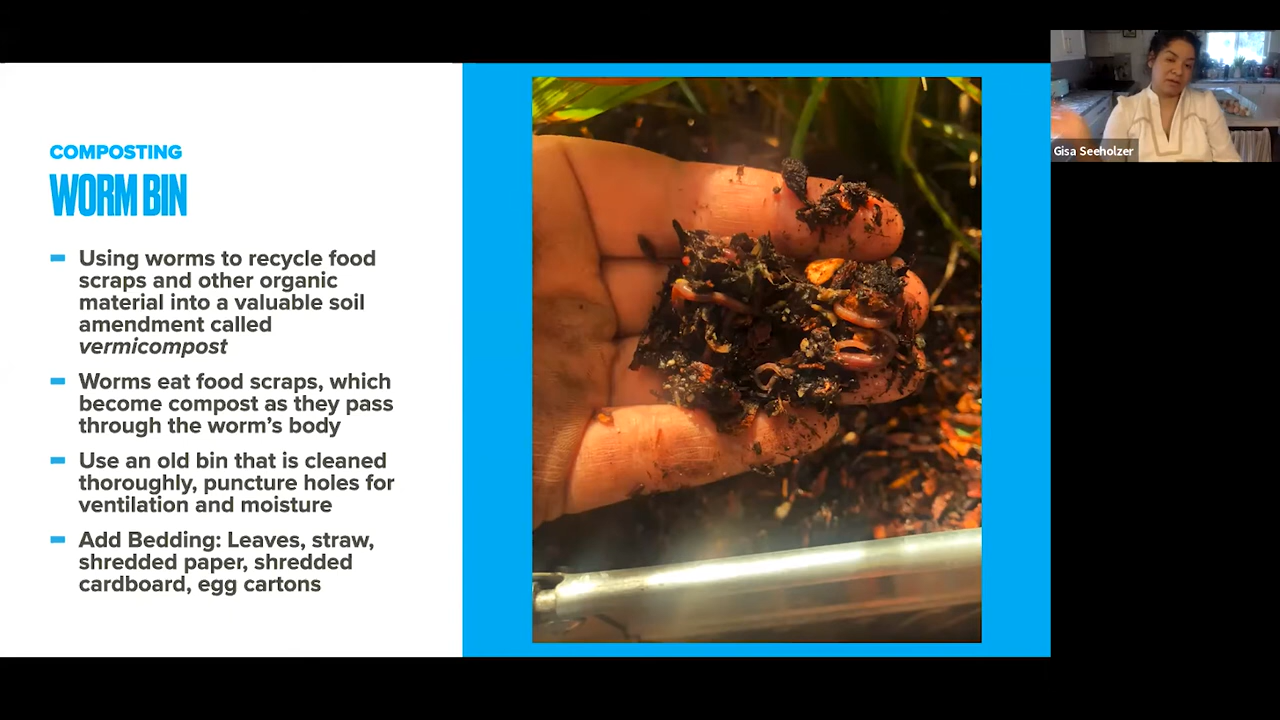 COMPOSTING
WORM BIN
Using worms to recycle food
scraps and other organic
material into a valuable soil
amendment called
vermicompost
Worms eat food scraps, which
become compost as they pass
through the worm's body
Use an old bin that is cleaned
thoroughly, puncture holes for
ventilation and moisture
Add Bedding: Leaves, straw,
shredded paper, shredded
cardboard, egg cartons
Gisa Seeholzer